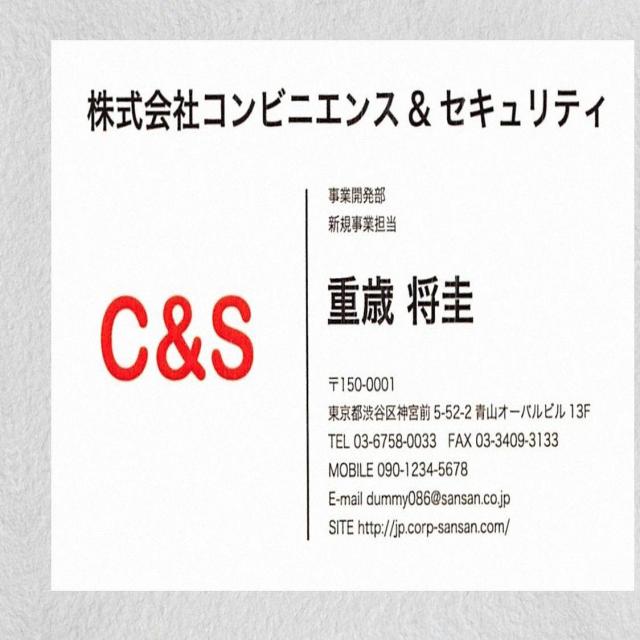 株式会社コンビニエンス & セキュリティ
C&S
事業開発部
新規事業担当
重歳 将圭
〒150-0001
東京都渋谷区神宮前 5-52-2 青山オーバルビル 13F
TEL 03-6758-0033 FAX 03-3409-3133
MOBILE 090-1234-5678
E-mail dummy086@sansan.co.jp
SITE http://jp.corp-sansan.com/